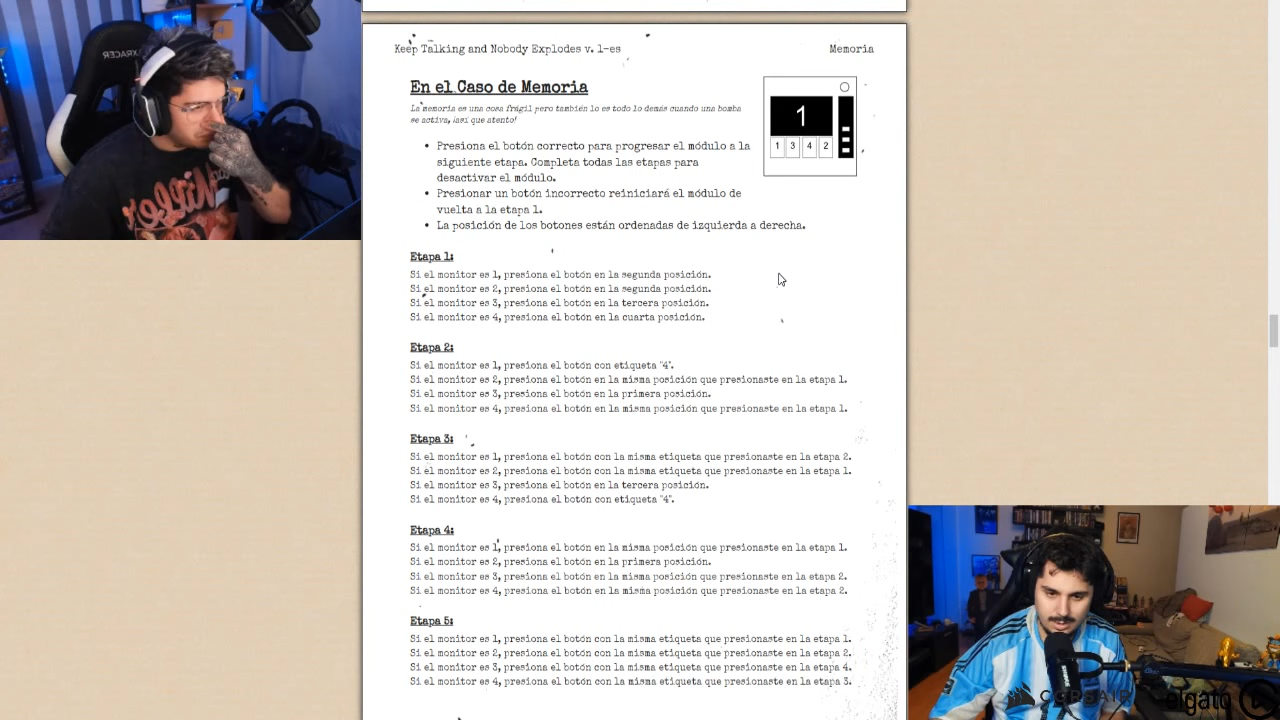 XRACER
Keep Talking and Nobody Explodes v. 1-es
Memoria
En el Caso de Memoria
La memoria es una cosa frágil pero también lo es todo lo demás cuando una bomba
se activa, ¡así que atento!
1
1 3 4 2
• Presiona el botón correcto para progresar el módulo a la
siguiente etapa. Completa todas las etapas para
desactivar el módulo.
• Presionar un botón incorrecto reiniciará el módulo de
vuelta a la etapa 1.
• La posición de los botones están ordenadas de izquierda a derecha.
Etapa 1:
Si el monitor es 1, presiona el botón en la segunda posición.
Si el monitor es 2, presiona el botón en la segunda posición.
Si el monitor es 3, presiona el botón en la tercera posición.
Si el monitor es 4, presiona el botón en la cuarta posición.
Etapa 2:
Si el monitor es 1, presiona el botón con etiqueta "4".
Si el monitor es 2, presiona el botón en la misma posición que presionaste en la etapa 1.
Si el monitor es 3, presiona el botón en la primera posición.
Si el monitor es 4, presiona el botón en la misma posición que presionaste en la etapa 1.
Etapa 3:
Si el monitor es 1, presiona el botón con la misma etiqueta que presionaste en la etapa 2.
Si el monitor es 2, presiona el botón con la misma etiqueta que presionaste en la etapa 1.
Si el monitor es 3, presiona el botón en la tercera posición.
Si el monitor es 4, presiona el botón con etiqueta "4".
Etapa 4:
Si el monitor es 1, presiona el botón en la misma posición que presionaste en la etapa 1.
Si el monitor es 2, presiona el botón en la primera posición.
Si el monitor es 3, presiona el botón en la misma posición que presionaste en la etapa 2.
Si el monitor es 4, presiona el botón en la misma posición que presionaste en la etapa 2.
Etapa 5:
Si el monitor es 1, presiona el botón con la misma etiqueta que presionaste en la etapa 1.
Si el monitor es 2, presiona el botón con la misma etiqueta que presionaste en la etapa 2.
Si el monitor es 3, presiona el botón con la misma etiqueta que presionaste en la etapa 4.
Si el monitor es 4, presiona el botón con la misma etiqueta que presionaste en la etapa 3.
CORSAIR elgato